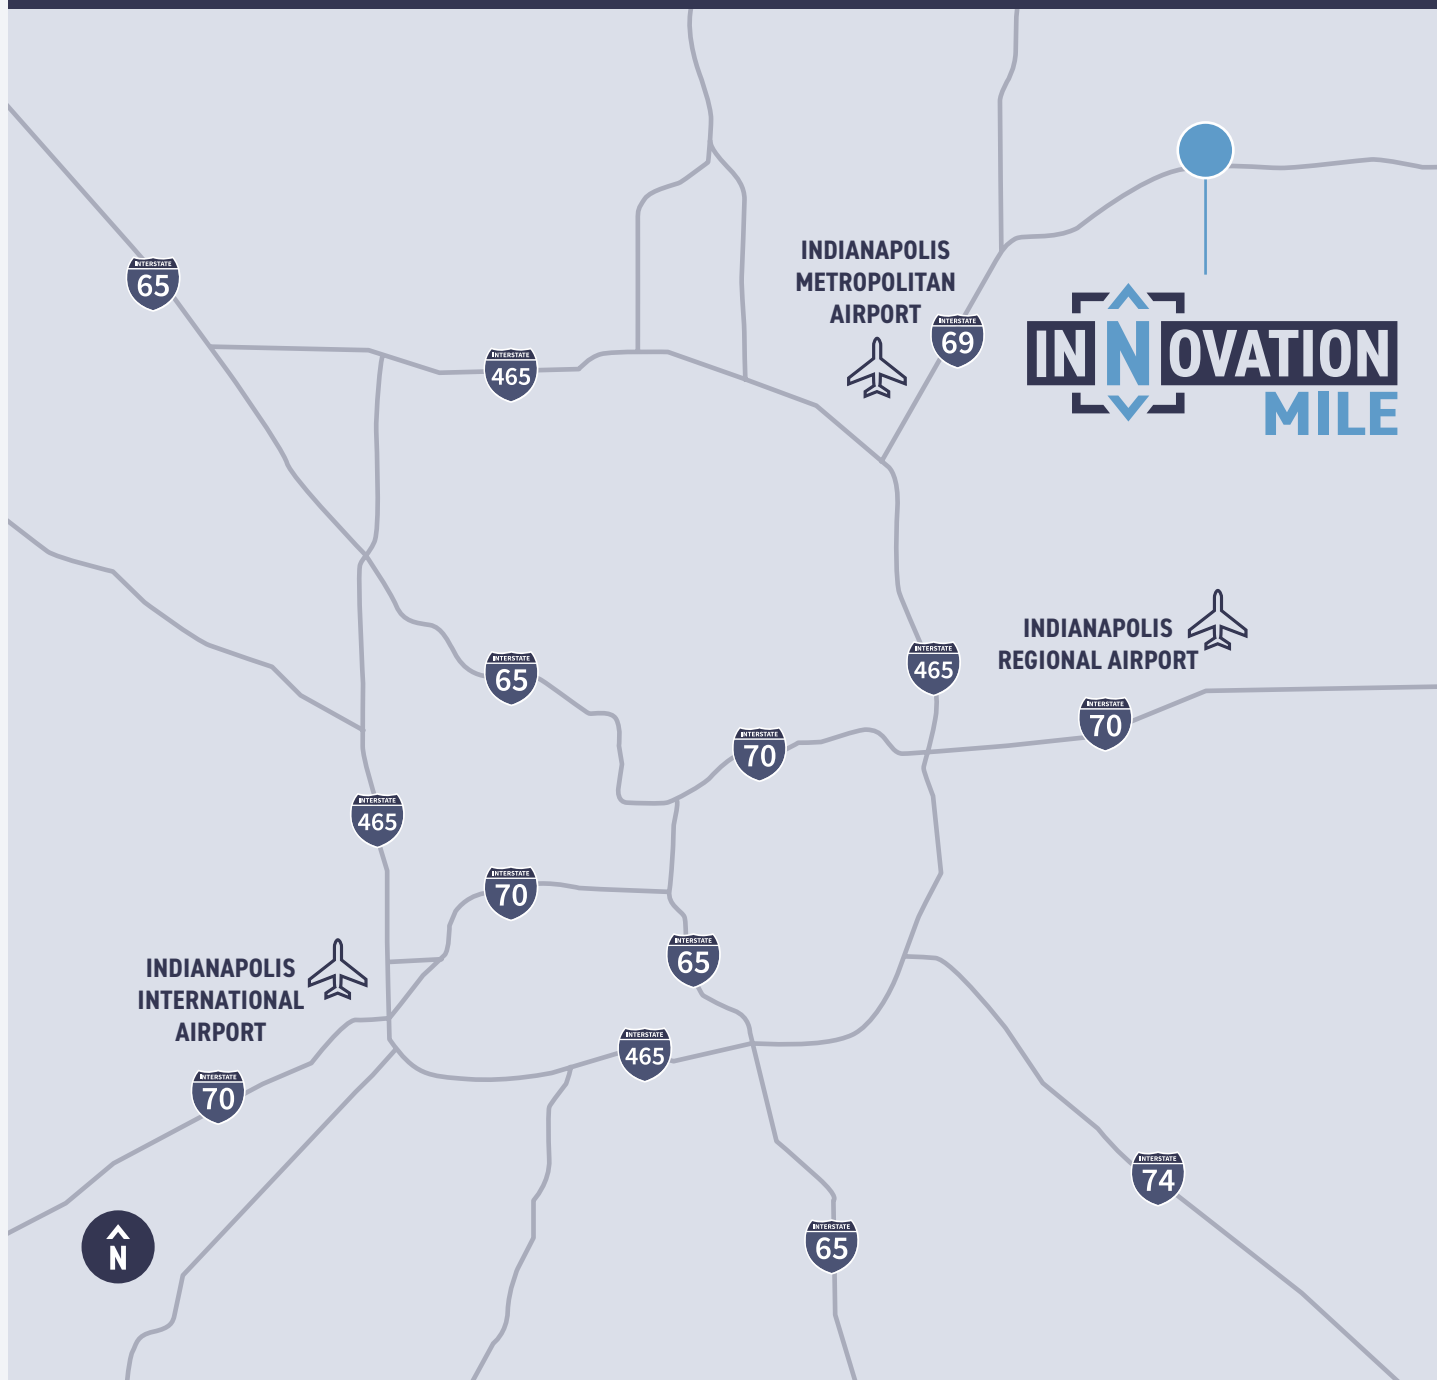 INDIANAPOLIS
METROPOLITAN
AIRPORT
INTERSTATE
65
INTERSTATE
69
INNOVATION
MILE
INTERSTATE
465
INDIANAPOLIS
REGIONAL AIRPORT
INTERSTATE
465
INTERSTATE
65
INTERSTATE
70
INTERSTATE
70
INTERSTATE
465
INTERSTATE
70
INTERSTATE
65
INDIANAPOLIS
INTERNATIONAL
AIRPORT
INTERSTATE
465
INTERSTATE
70
INTERSTATE
74
INTERSTATE
65
N